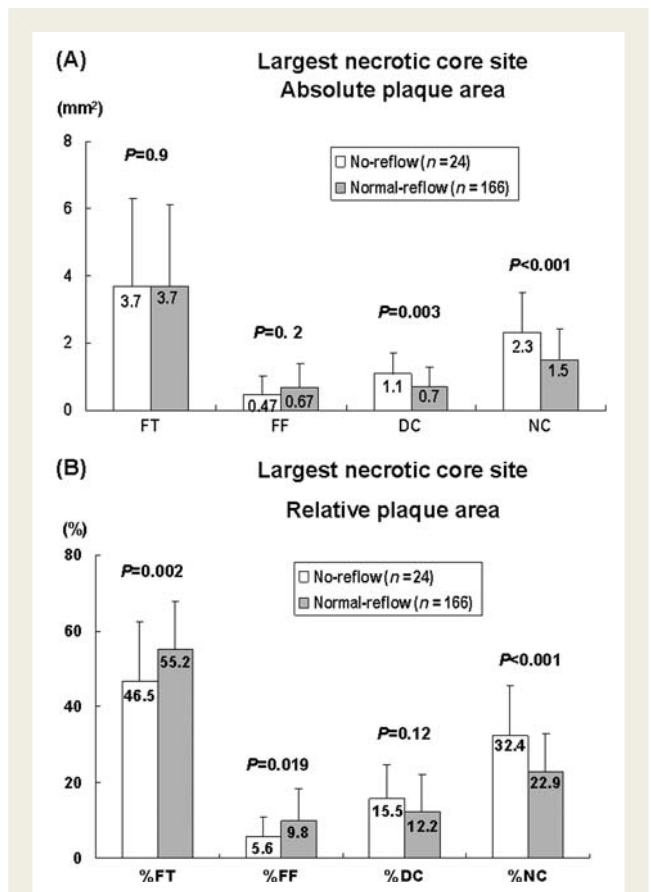 (A)
Largest necrotic core site
Absolute plaque area
(mm²)
8
6
4
2
0
P=0.9
P=0. 2
P=0.003
P<0.001
No-reflow (n=24)
Normal-reflow (n=166)
3.7
3.7
0.47
0.67
1.1
0.7
2.3
1.5
FT
FF
DC
NC
(B)
Largest necrotic core site
Relative plaque area
(%)
80
60
40
20
0
P=0.002
P=0.019
P=0.12
P<0.001
No-reflow (n=24)
Normal-reflow (n=166)
46.5
55.2
5.6
9.8
15.5
12.2
32.4
22.9
%FT
%FF
%DC
%NC